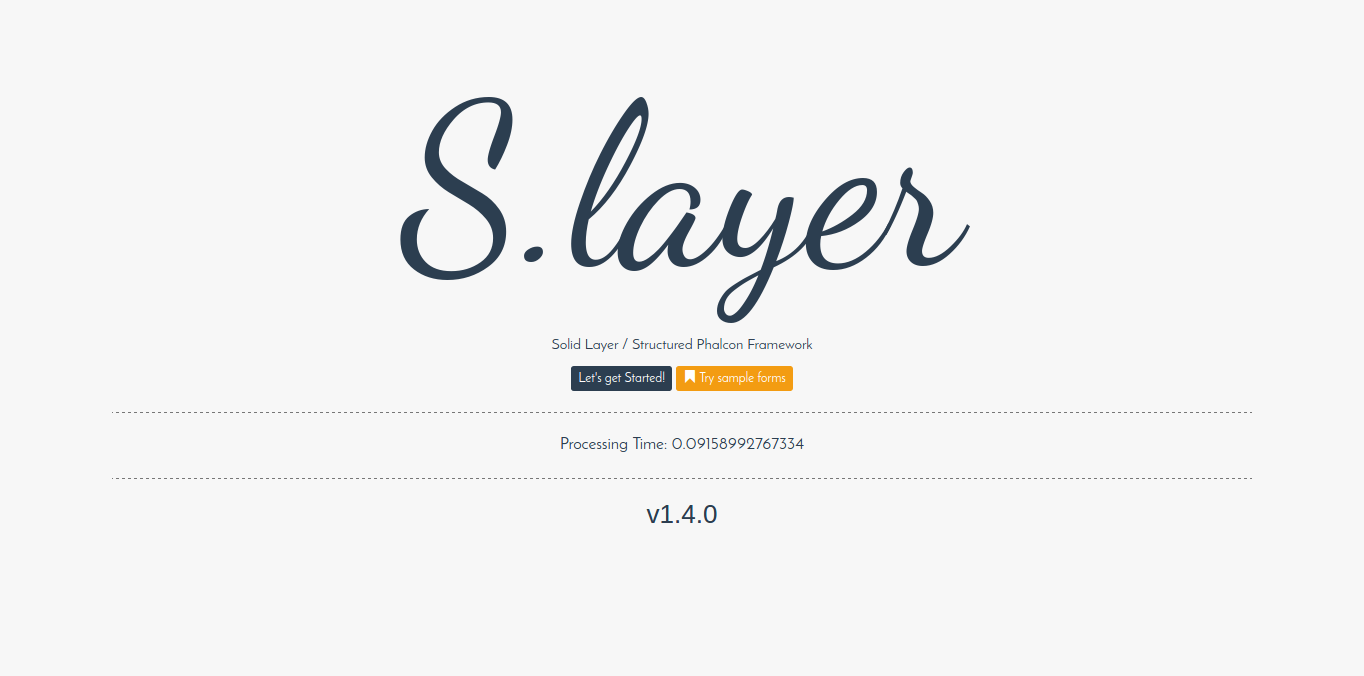 S.layer
Solid Layer / Structured Phalcon Framework
Let's get Started! Try sample forms
Processing Time: 0.09158992767334
v1.4.0